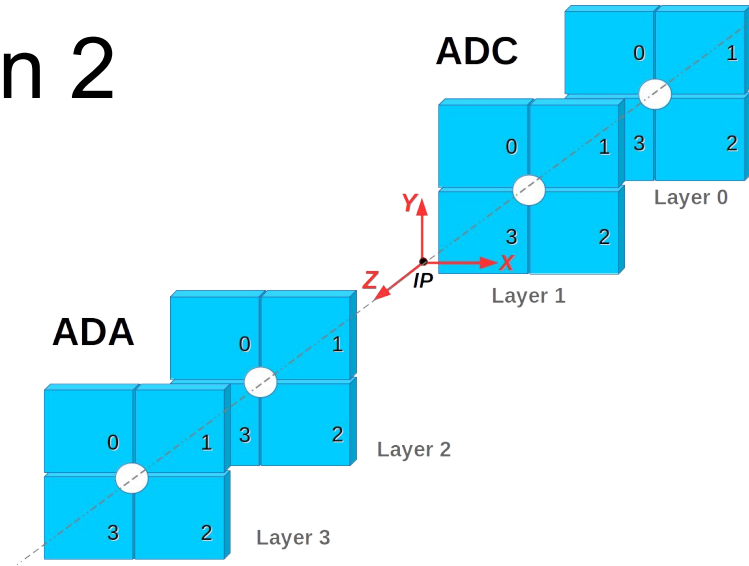 n 2
ADC
0 1
3 2
Layer 0
0 1
3 2
Layer 1
Y
X
Z
IP
ADA
0 1
3 2
Layer 2
0 1
3 2
Layer 3